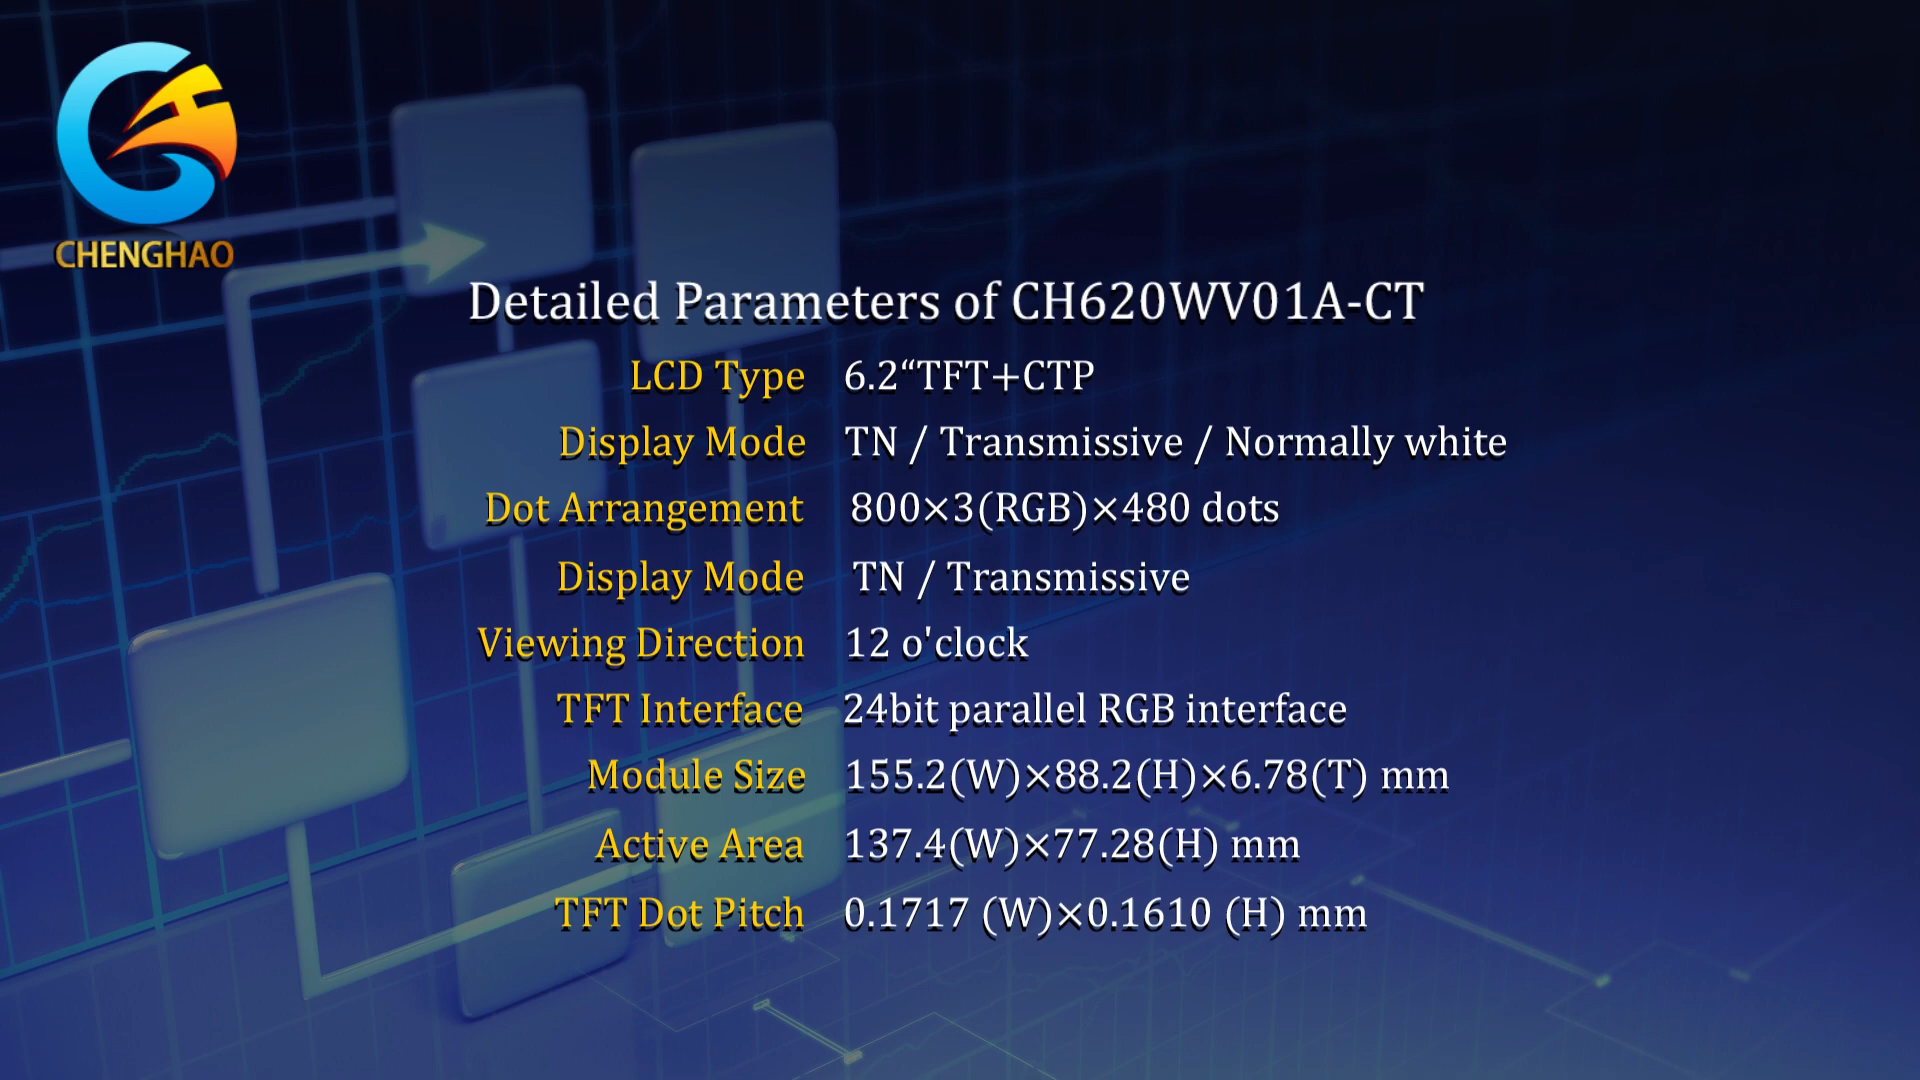 CHENGHAO
Detailed Parameters of CH620WV01A-CT
LCD Type 6.2“TFT+CTP
Display Mode TN / Transmissive / Normally white
Dot Arrangement 800×3(RGB)×480 dots
Display Mode TN / Transmissive
Viewing Direction 12 o'clock
TFT Interface 24bit parallel RGB interface
Module Size 155.2(W)×88.2(H)×6.78(T) mm
Active Area 137.4(W)×77.28(H) mm
TFT Dot Pitch 0.1717 (W)×0.1610 (H) mm